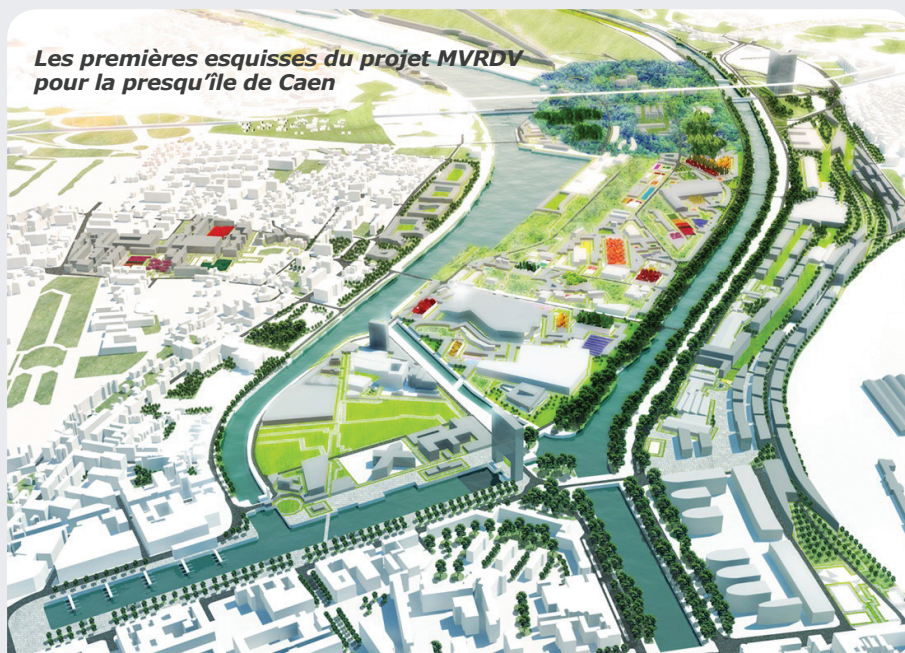 Les premières esquisses du projet MVRDV
pour la presqu’île de Caen